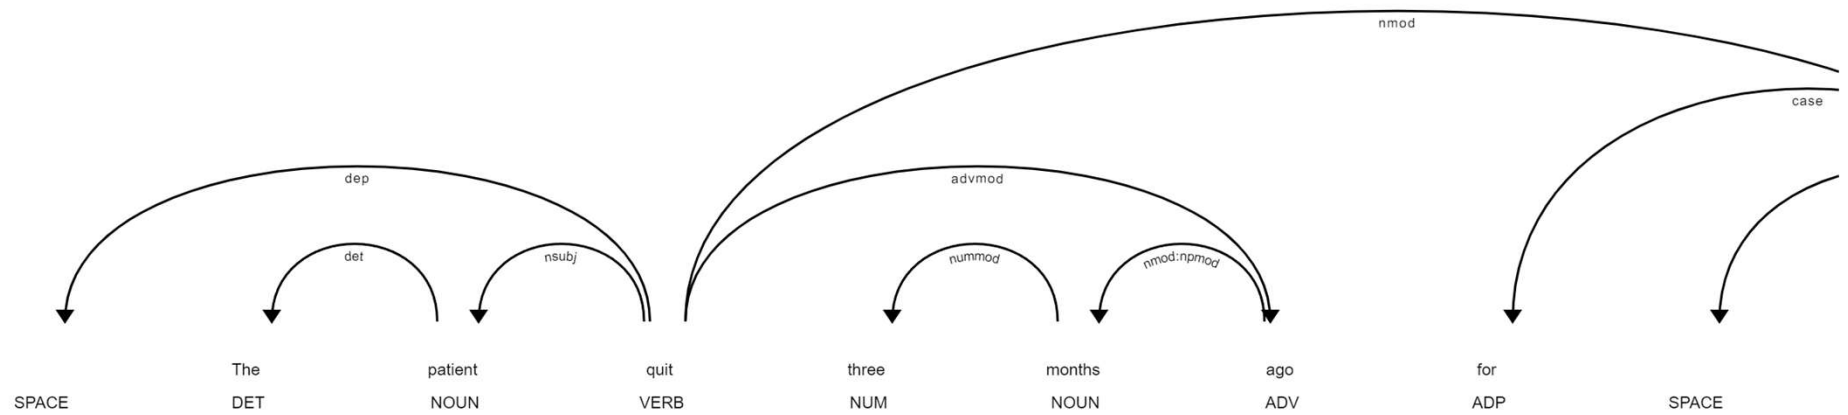 nmod
case
dep advmod
det nsubj nummod nmod:npmod
The patient quit three months ago for
SPACE DET NOUN VERB NUM NOUN ADV ADP SPACE